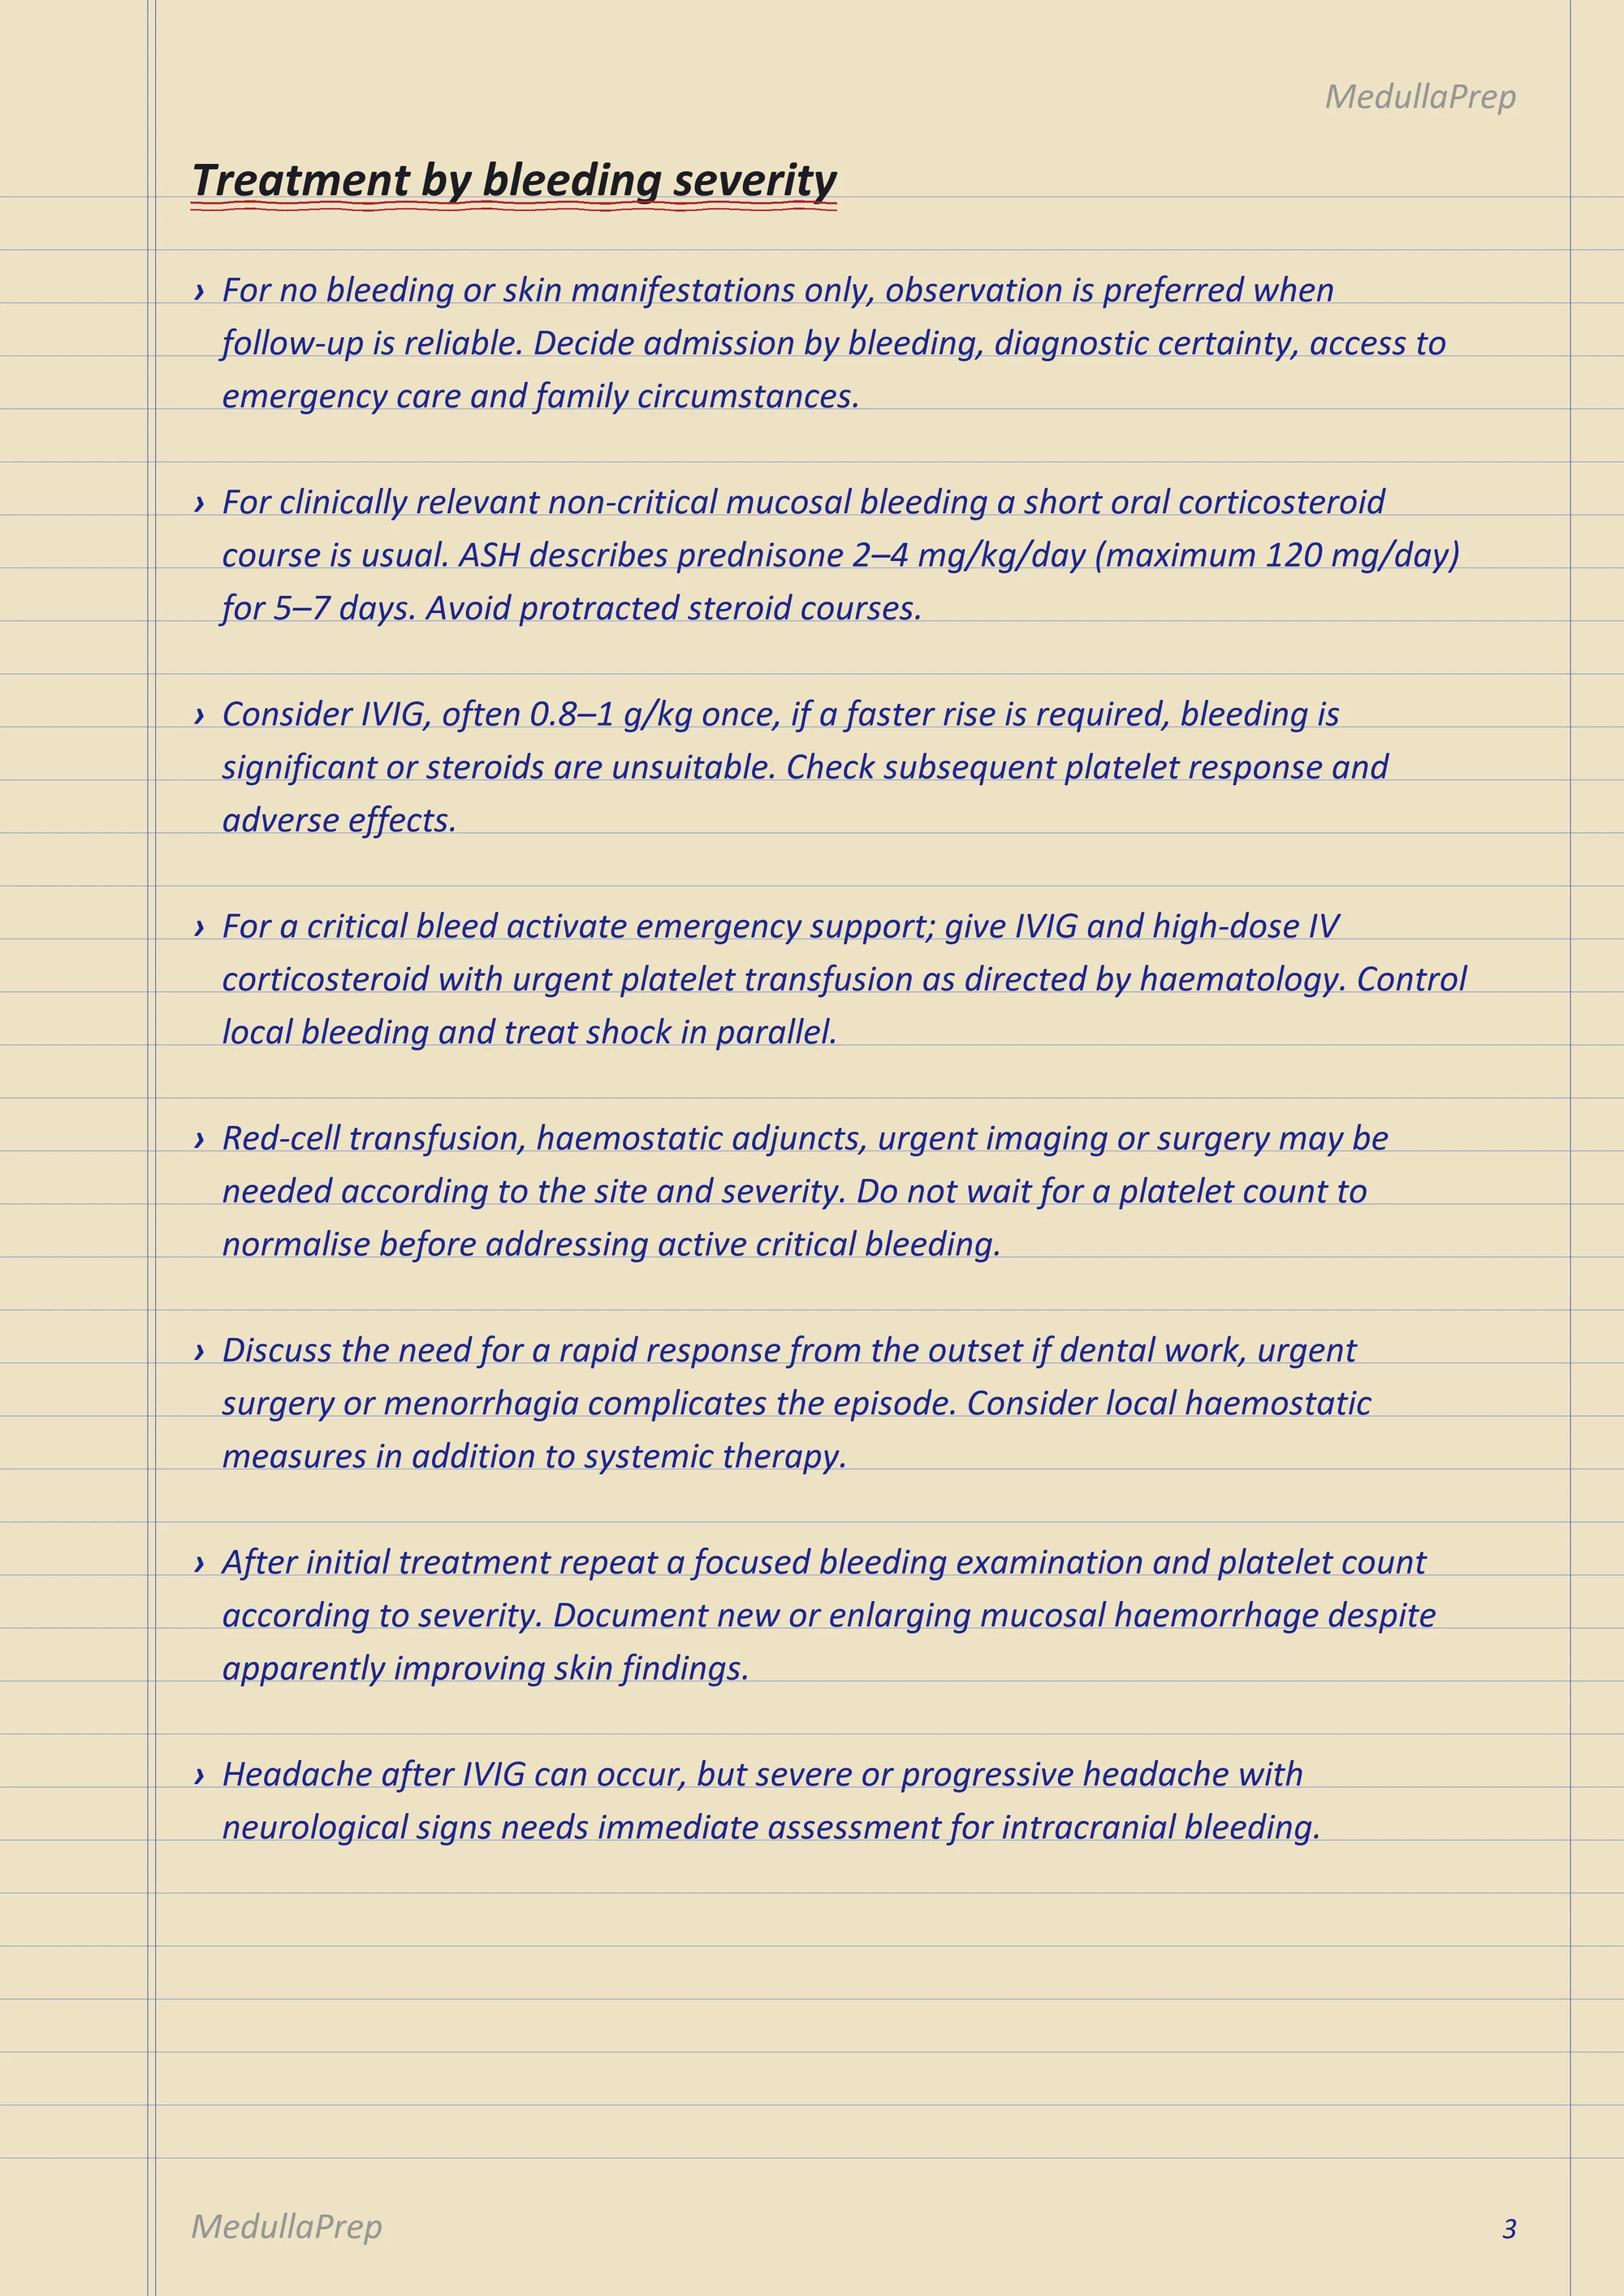 MedullaPrep
Treatment by bleeding severity
› For no bleeding or skin manifestations only, observation is preferred when
follow-up is reliable. Decide admission by bleeding, diagnostic certainty, access to
emergency care and family circumstances.
› For clinically relevant non-critical mucosal bleeding a short oral corticosteroid
course is usual. ASH describes prednisone 2–4 mg/kg/day (maximum 120 mg/day)
for 5–7 days. Avoid protracted steroid courses.
› Consider IVIG, often 0.8–1 g/kg once, if a faster rise is required, bleeding is
significant or steroids are unsuitable. Check subsequent platelet response and
adverse effects.
› For a critical bleed activate emergency support; give IVIG and high-dose IV
corticosteroid with urgent platelet transfusion as directed by haematology. Control
local bleeding and treat shock in parallel.
› Red-cell transfusion, haemostatic adjuncts, urgent imaging or surgery may be
needed according to the site and severity. Do not wait for a platelet count to
normalise before addressing active critical bleeding.
› Discuss the need for a rapid response from the outset if dental work, urgent
surgery or menorrhagia complicates the episode. Consider local haemostatic
measures in addition to systemic therapy.
› After initial treatment repeat a focused bleeding examination and platelet count
according to severity. Document new or enlarging mucosal haemorrhage despite
apparently improving skin findings.
› Headache after IVIG can occur, but severe or progressive headache with
neurological signs needs immediate assessment for intracranial bleeding.
MedullaPrep
3